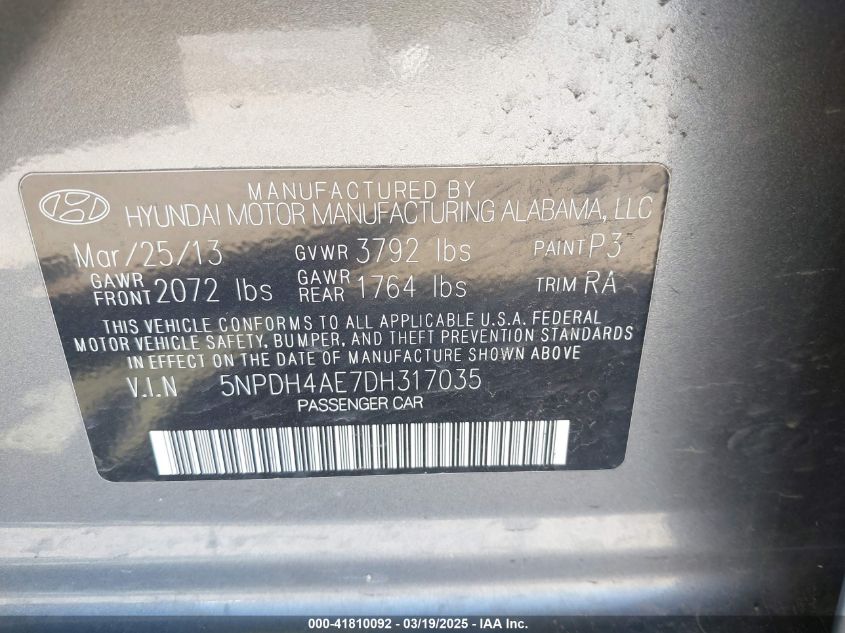 MANUFACTURED BY
HYUNDAI MOTOR MANUFACTURING ALABAMA, LLC
Mar/25/13 GVWR 3792 lbs PAINT P3
GAWR FRONT 2072 lbs GAWR REAR 1764 lbs TRIM RA
THIS VEHICLE CONFORMS TO ALL APPLICABLE U.S.A. FEDERAL
MOTOR VEHICLE SAFETY, BUMPER, AND THEFT PREVENTION STANDARDS
IN EFFECT ON THE DATE OF MANUFACTURE SHOWN ABOVE
V.I.N 5NPDH4AE7DH317035
PASSENGER CAR
000-41810092 - 03/19/2025 - IAA Inc.